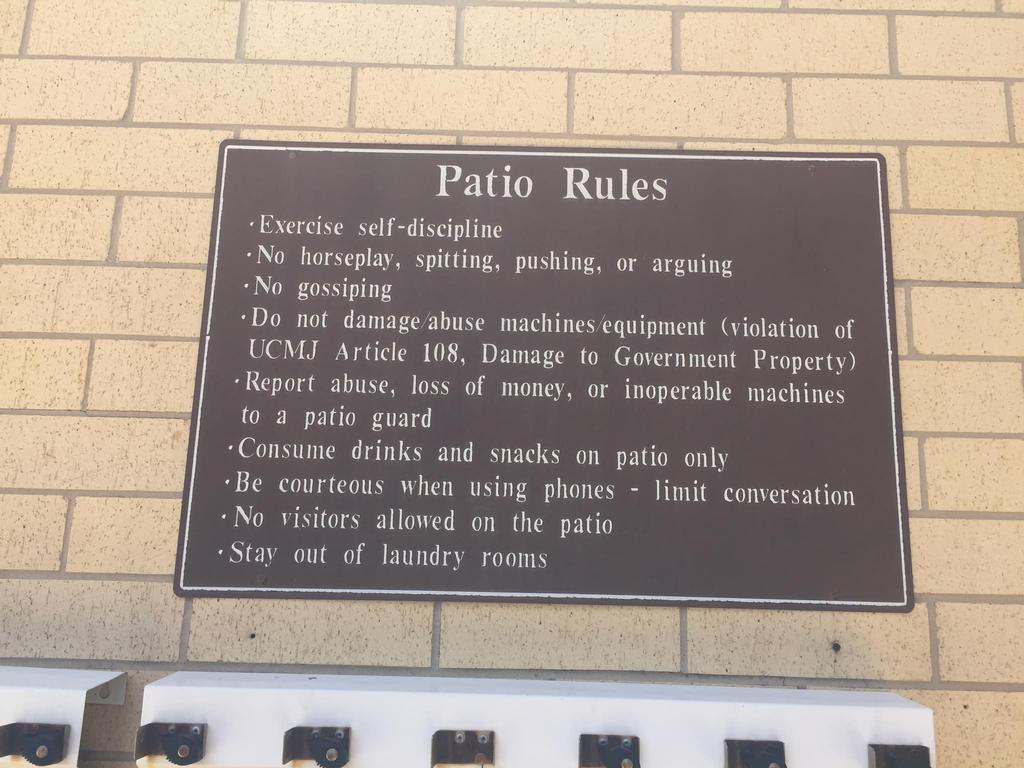 Patio Rules
·Exercise self-discipline
·No horseplay, spitting, pushing, or arguing
·No gossiping
·Do not damage/abuse machines/equipment (violation of
UCMJ Article 108, Damage to Government Property)
·Report abuse, loss of money, or inoperable machines
to a patio guard
·Consume drinks and snacks on patio only
·Be courteous when using phones - limit conversation
·No visitors allowed on the patio
·Stay out of laundry rooms